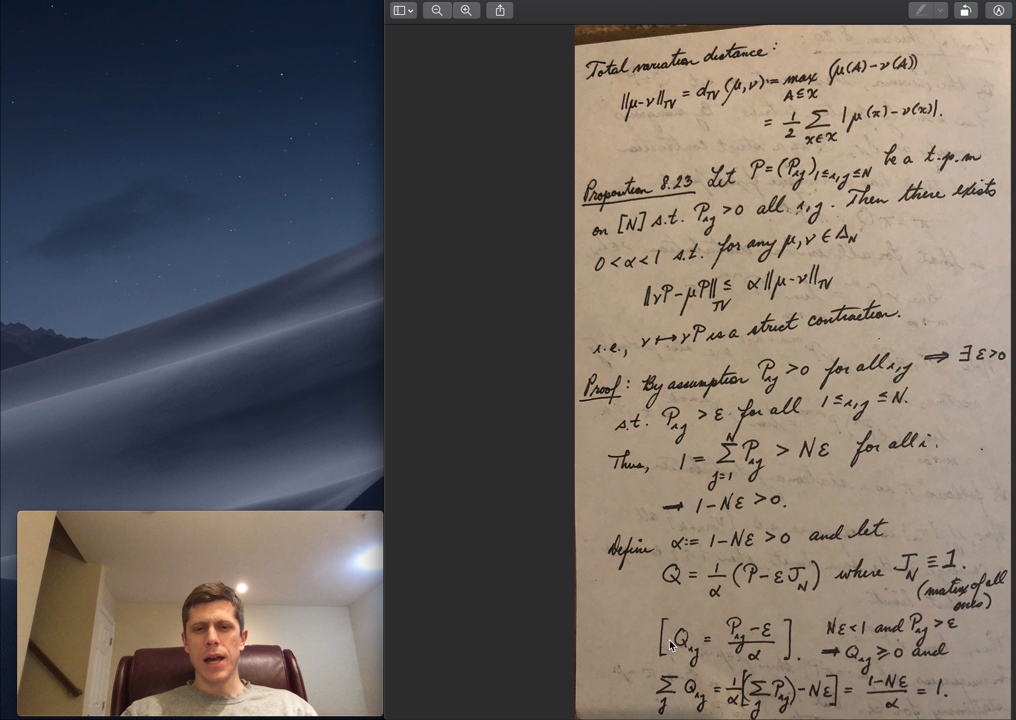 Total variation distance:
||μ-ν||_TV = d_TV(μ,ν) := max_{A⊆X} (μ(A)-ν(A))
= 1/2 Σ_{x∈X} |μ(x)-ν(x)|.
Proposition 8.23 Let P=(P_ij)_{1≤i,j≤N} be a t.p.m
on [N] s.t. P_ij >0 all i,j. Then there exists
0<α<1 s.t. for any μ,ν ∈ Δ_N
||νP-μP||_TV ≤ α||μ-ν||_TV
i.e., ν↦νP is a strict contraction.
Proof: By assumption P_ij >0 for all i,j ⟹ ∃ε>0
s.t. P_ij > ε for all 1≤i,j≤N.
Thus, 1 = Σ_{j=1}^N P_ij > Nε for all i.
→ 1-Nε >0.
Define α:= 1-Nε >0 and let
Q = 1/α (P-εJ_N) where J_N ≡ 1.
(matrix of all
ones)
[Q_ij = (P_ij-ε)/α]. Nε<1 and P_ij>ε
→ Q_ij ≥0 and
Σ_j Q_ij = 1/α[(Σ_j P_ij)-Nε] = (1-Nε)/α = 1.